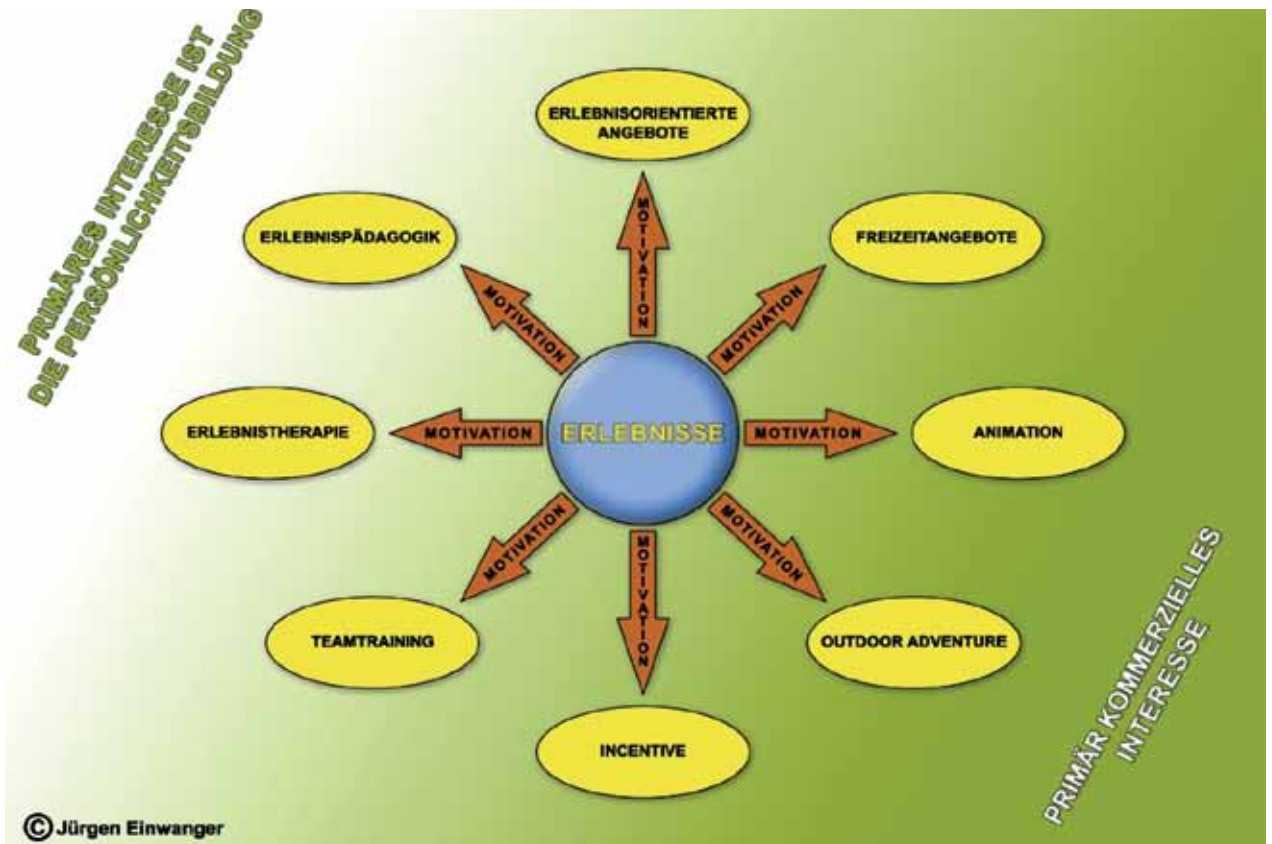 PRIMÄRES INTERESSE IST
DIE PERSÖNLICHKEITSBILDUNG
ERLEBNISORIENTIERTE
ANGEBOTE
ERLEBNISPÄDAGOGIK
FREIZEITANGEBOTE
MOTIVATION
MOTIVATION
MOTIVATION
ERLEBNISTHERAPIE
MOTIVATION
ERLEBNISSE
MOTIVATION
ANIMATION
MOTIVATION
MOTIVATION
MOTIVATION
TEAMTRAINING
OUTDOOR ADVENTURE
INCENTIVE
PRIMÄR KOMMERZIELLES
INTERESSE
© Jürgen Einwanger